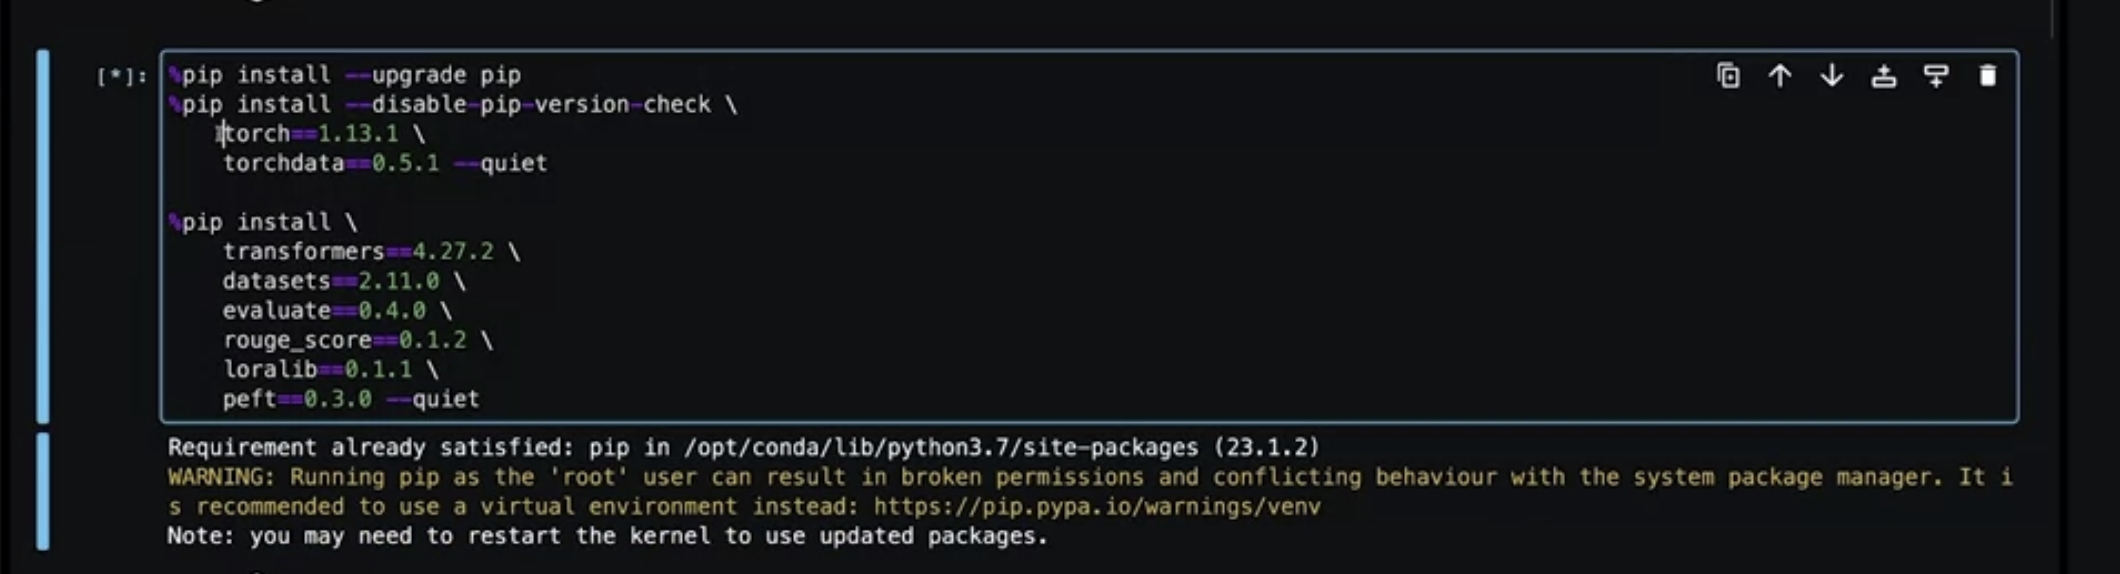 [*]:
%pip install --upgrade pip
%pip install --disable-pip-version-check \
    torch==1.13.1 \
    torchdata==0.5.1 --quiet

%pip install \
    transformers==4.27.2 \
    datasets==2.11.0 \
    evaluate==0.4.0 \
    rouge_score==0.1.2 \
    loralib==0.1.1 \
    peft==0.3.0 --quiet
Requirement already satisfied: pip in /opt/conda/lib/python3.7/site-packages (23.1.2)
WARNING: Running pip as the 'root' user can result in broken permissions and conflicting behaviour with the system package manager. It i
s recommended to use a virtual environment instead: https://pip.pypa.io/warnings/venv
Note: you may need to restart the kernel to use updated packages.